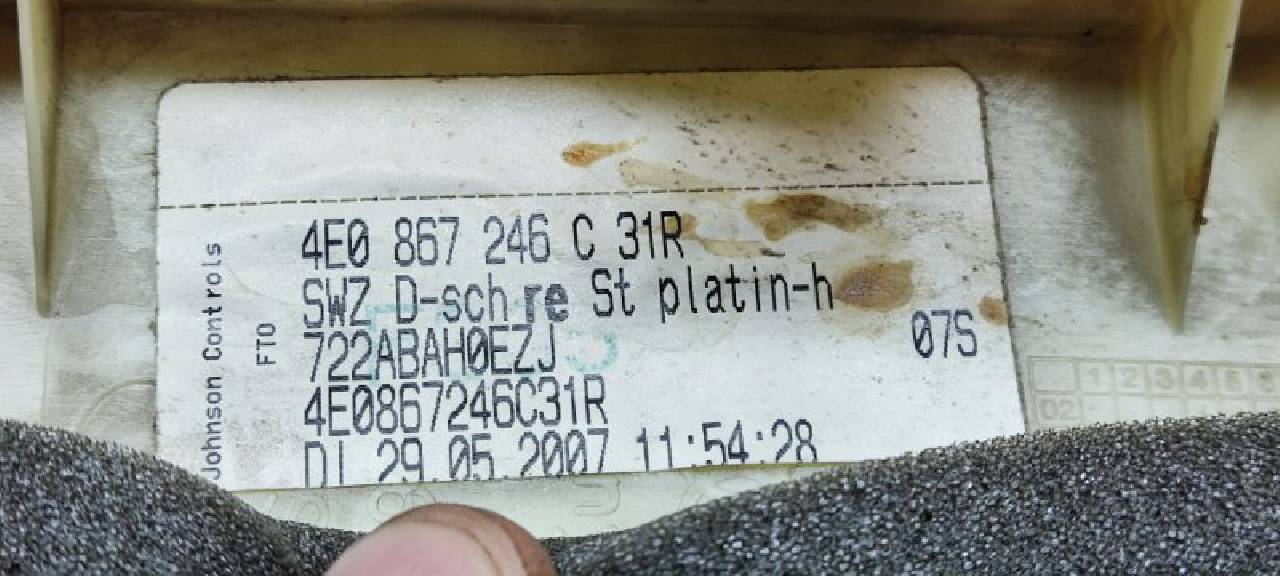 4E0 867 246 C 31R
SWZ D-sch re St platin-h
722ABAH0EZJ
07S
4E0867246C31R
DI 29.05.2007 11:54:28
Johnson Controls
FTO
1 2 3 4 5
02